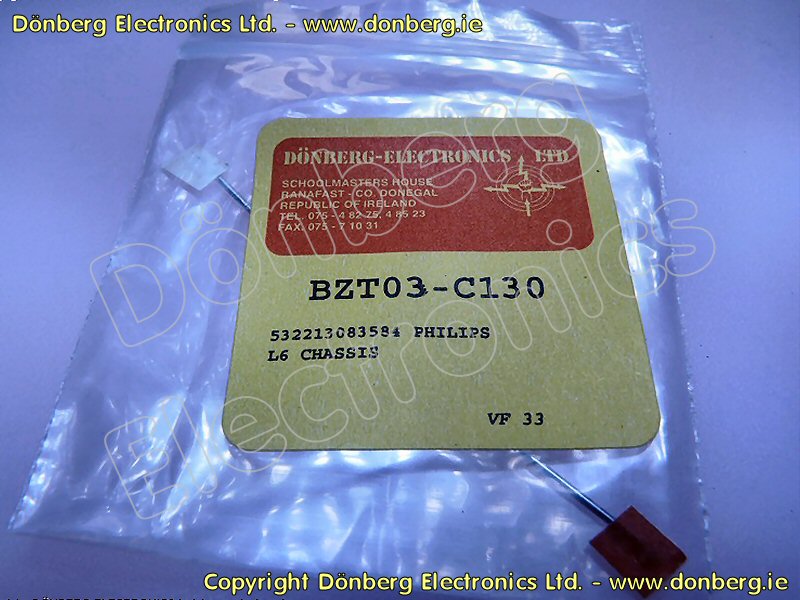 Dönberg Electronics Ltd. - www.donberg.ie
DÖNBERG-ELECTRONICS LTD
SCHOOLMASTERS HOUSE
RANAFAST - CO. DONEGAL
REPUBLIC OF IRELAND
TEL. 075 - 4 82 75, 4 85 23
FAX. 075 - 7 10 31
BZT03-C130
532213083584 PHILIPS
L6 CHASSIS
VF 33
Dönberg
Electronics
Copyright Dönberg Electronics Ltd. - www.donberg.ie